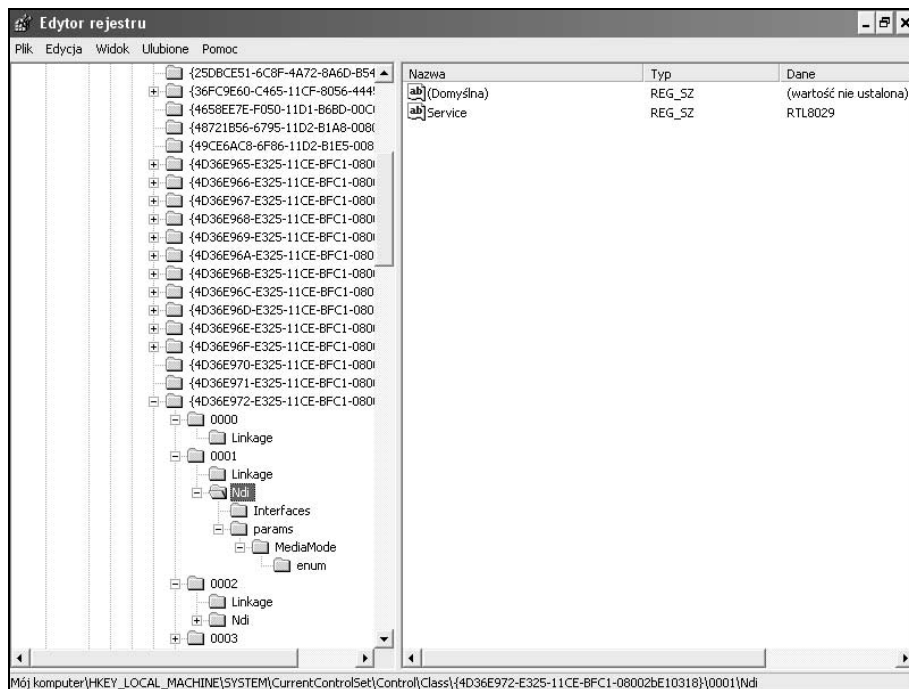 Edytor rejestru
Plik Edycja Widok Ulubione Pomoc
{25DBCE51-6C8F-4A72-8A6D-B54
{36FC9E60-C465-11CF-8056-444
{4658EE7E-F050-11D1-B6BD-00C
{48721B56-6795-11D2-B1A8-008
{49CE6AC8-6F86-11D2-B1E5-008
{4D36E965-E325-11CE-BFC1-080
{4D36E966-E325-11CE-BFC1-080
{4D36E967-E325-11CE-BFC1-080
{4D36E968-E325-11CE-BFC1-080
{4D36E969-E325-11CE-BFC1-080
{4D36E96A-E325-11CE-BFC1-080
{4D36E96B-E325-11CE-BFC1-080
{4D36E96C-E325-11CE-BFC1-080
{4D36E96D-E325-11CE-BFC1-080
{4D36E96E-E325-11CE-BFC1-080
{4D36E96F-E325-11CE-BFC1-080
{4D36E970-E325-11CE-BFC1-080
{4D36E971-E325-11CE-BFC1-080
{4D36E972-E325-11CE-BFC1-080
0000
Linkage
0001
Linkage
Ndi
Interfaces
params
MediaMode
enum
0002
Linkage
Ndi
0003
Nazwa Typ Dane
ab (Domyślna) REG_SZ (wartość nie ustalona)
ab Service REG_SZ RTL8029
Mój komputer\HKEY_LOCAL_MACHINE\SYSTEM\CurrentControlSet\Control\Class\{4D36E972-E325-11CE-BFC1-08002bE10318}\0001\Ndi